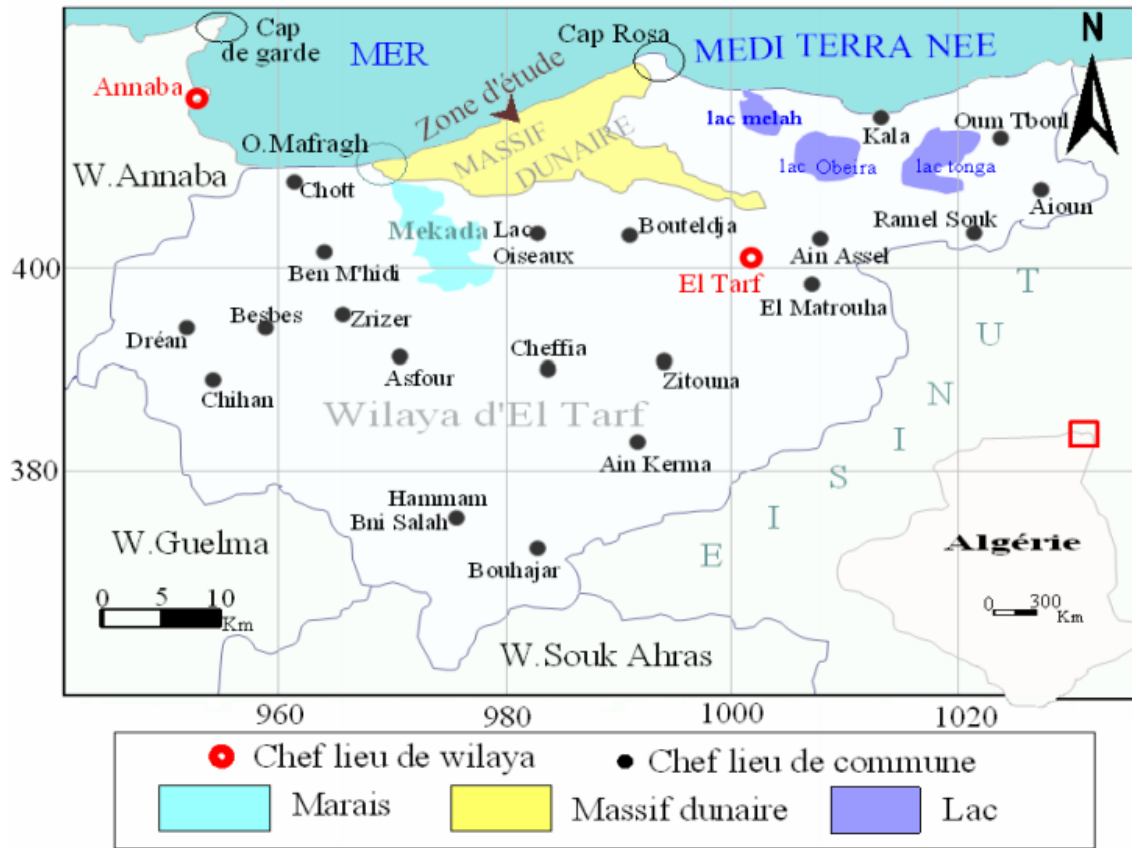 Cap
de garde
MER
Cap Rosa
MEDI TERRA NEE
N
Annaba
Zone d'étude
lac melah
Kala
Oum Tboul
O.Mafragh
MASSIF
DUNAIRE
lac Obeira
lac tonga
W.Annaba
Chott
Aioun
Mekada
Lac
Oiseaux
Bouteldja
Ramel Souk
Ain Assel
400
Ben M'hidi
El Tarf
El Matrouha
Besbes
Zrizer
Dréan
Cheffia
Asfour
Zitouna
Chihan
Wilaya d'El Tarf
T
U
N
I
S
I
E
380
Ain Kerma
Hammam
Bni Salah
W.Guelma
Bouhajar
Algérie
0 5 10
Km
0 300
Km
W.Souk Ahras
960 980 1000 1020
Chef lieu de wilaya
Chef lieu de commune
Marais
Massif dunaire
Lac